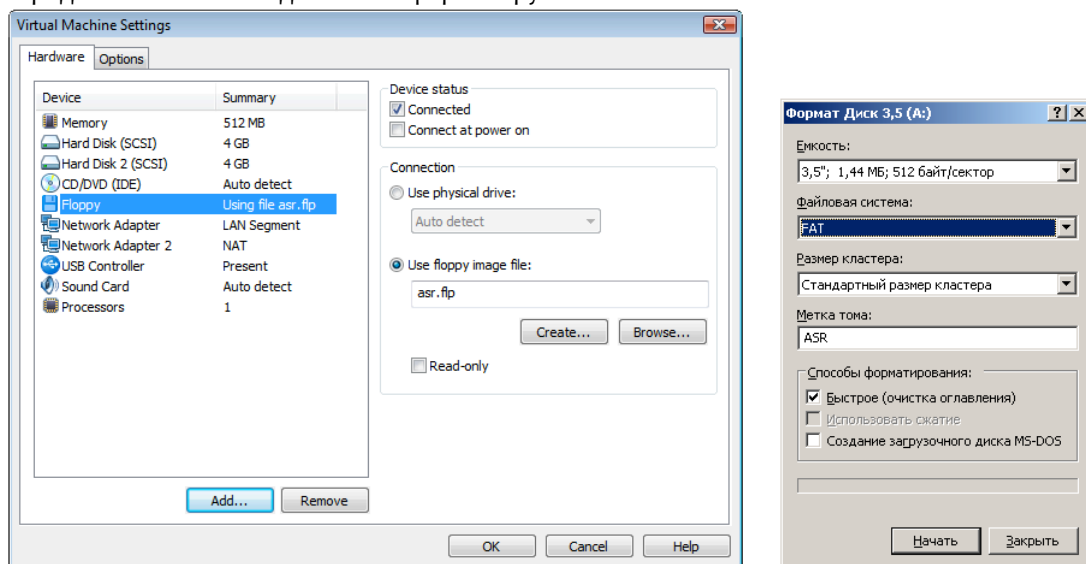 Virtual Machine Settings
Hardware Options
Device Summary
Memory 512 MB
Hard Disk (SCSI) 4 GB
Hard Disk 2 (SCSI) 4 GB
CD/DVD (IDE) Auto detect
Floppy Using file asr.flp
Network Adapter LAN Segment
Network Adapter 2 NAT
USB Controller Present
Sound Card Auto detect
Processors 1
Add... Remove
Device status
Connected
Connect at power on
Connection
Use physical drive:
Auto detect
Use floppy image file:
asr.flp
Create... Browse...
Read-only
OK Cancel Help
Формат Диск 3,5 (A:)
Емкость:
3,5"; 1,44 МБ; 512 байт/сектор
Файловая система:
FAT
Размер кластера:
Стандартный размер кластера
Метка тома:
ASR
Способы форматирования:
Быстрое (очистка оглавления)
Использовать сжатие
Создание загрузочного диска MS-DOS
Начать Закрыть